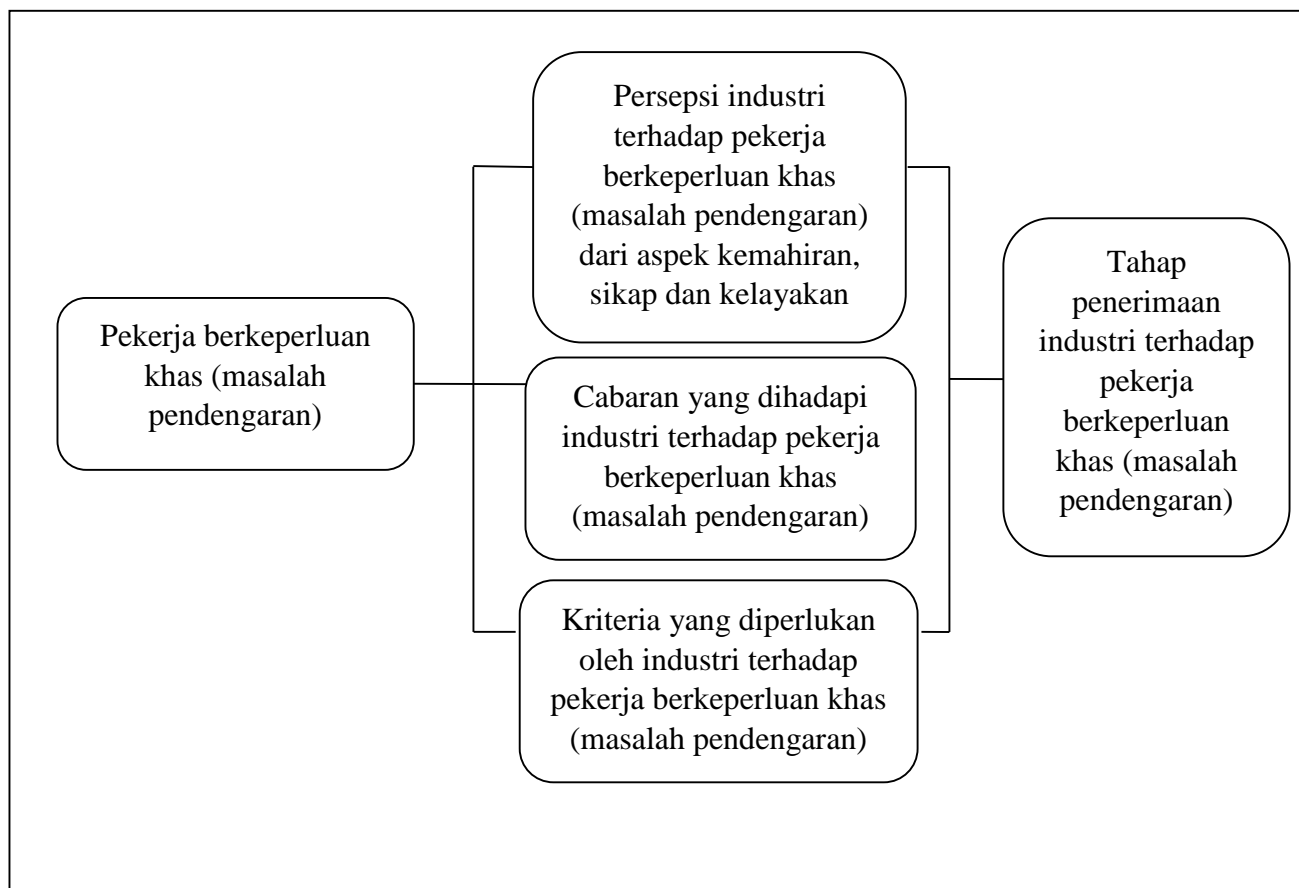 Pekerja berkeperluan
khas (masalah
pendengaran)
Persepsi industri
terhadap pekerja
berkeperluan khas
(masalah pendengaran)
dari aspek kemahiran,
sikap dan kelayakan
Cabaran yang dihadapi
industri terhadap pekerja
berkeperluan khas
(masalah pendengaran)
Kriteria yang diperlukan
oleh industri terhadap
pekerja berkeperluan khas
(masalah pendengaran)
Tahap
penerimaan
industri terhadap
pekerja
berkeperluan
khas (masalah
pendengaran)